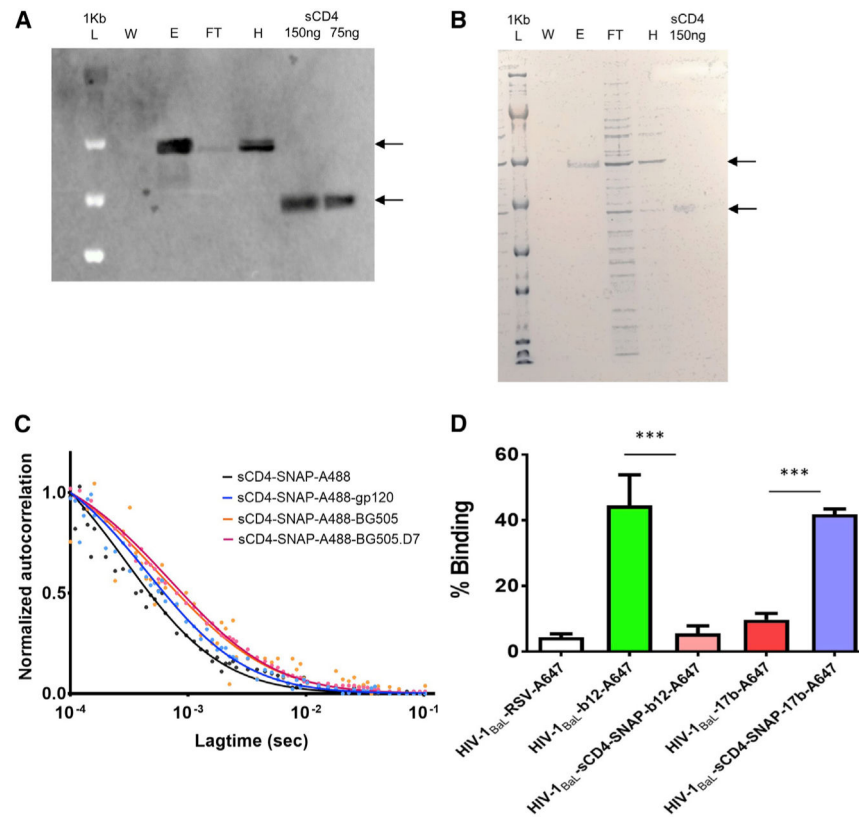 A
1Kb
L W E FT H
sCD4
150ng 75ng
B
1Kb
L W E FT H
sCD4
150ng
C
Normalized autocorrelation
1.0
0.5
0.0
10-4 10-3 10-2 10-1
Lagtime (sec)
sCD4-SNAP-A488
sCD4-SNAP-A488-gp120
sCD4-SNAP-A488-BG505
sCD4-SNAP-A488-BG505.D7
D
% Binding
60
40
20
0
***
***
HIV-1BaL-RSV-A647
HIV-1BaL-b12-A647
HIV-1BaL-sCD4-SNAP-b12-A647
HIV-1BaL-17b-A647
HIV-1BaL-sCD4-SNAP-17b-A647